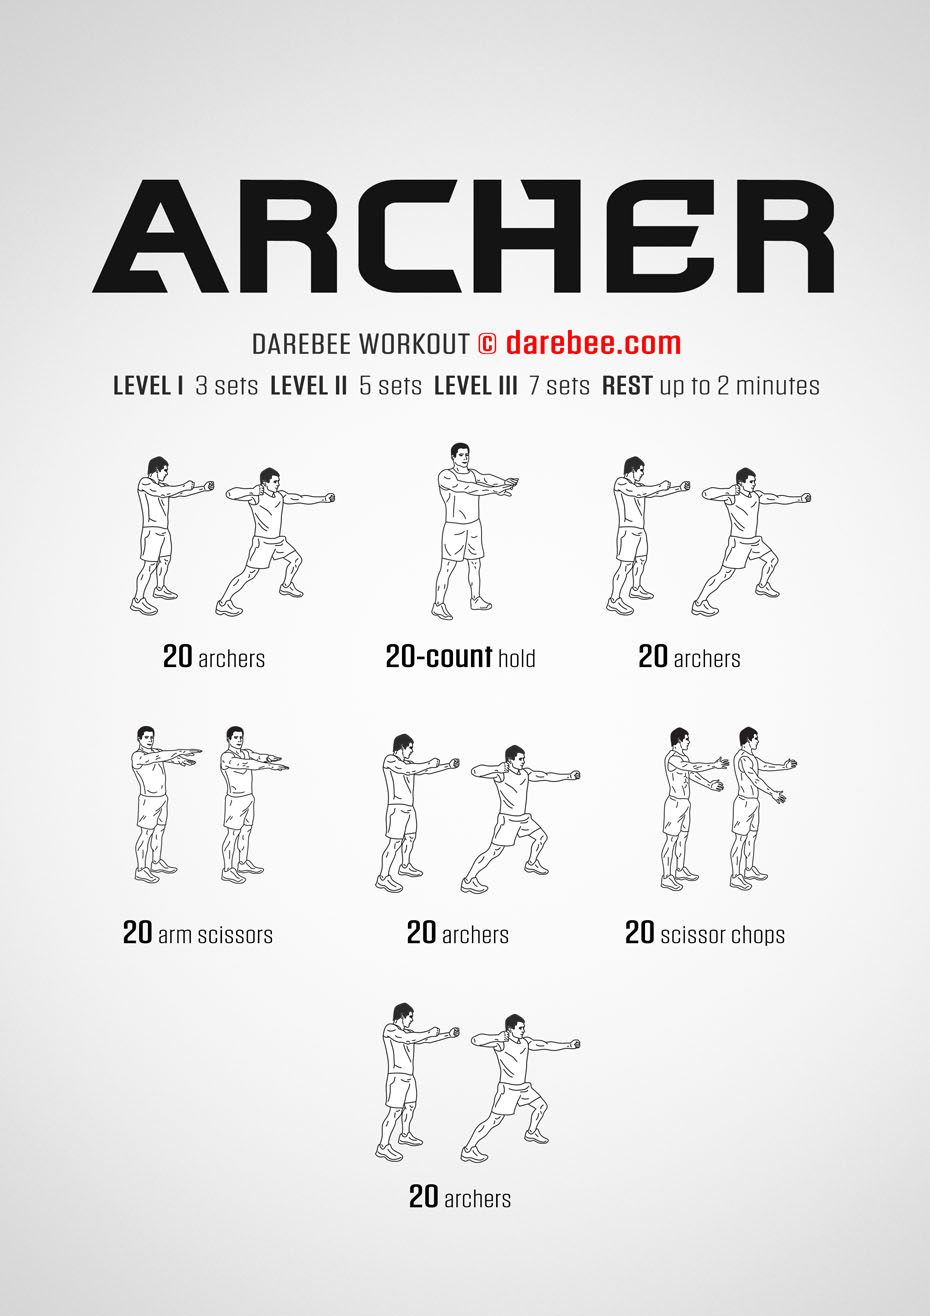 ARCHER
DAREBEE WORKOUT © darebee.com
LEVEL I 3 sets LEVEL II 5 sets LEVEL III 7 sets REST up to 2 minutes
20 archers
20-count hold
20 archers
20 arm scissors
20 archers
20 scissor chops
20 archers